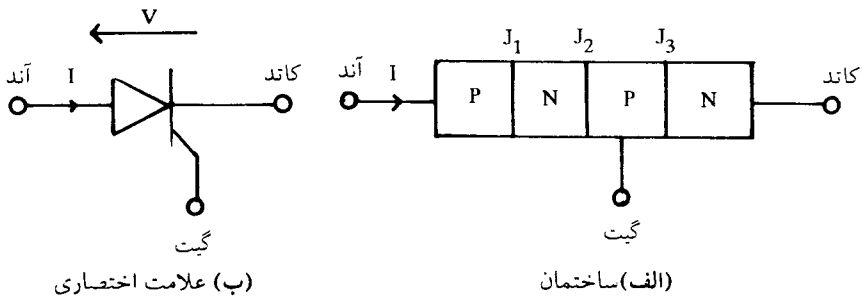 V
J₁ J₂ J₃
آند I کاتد
آند I کاتد
P N P N
گیت
گیت
(الف) ساختمان
(ب) علامت اختصاری